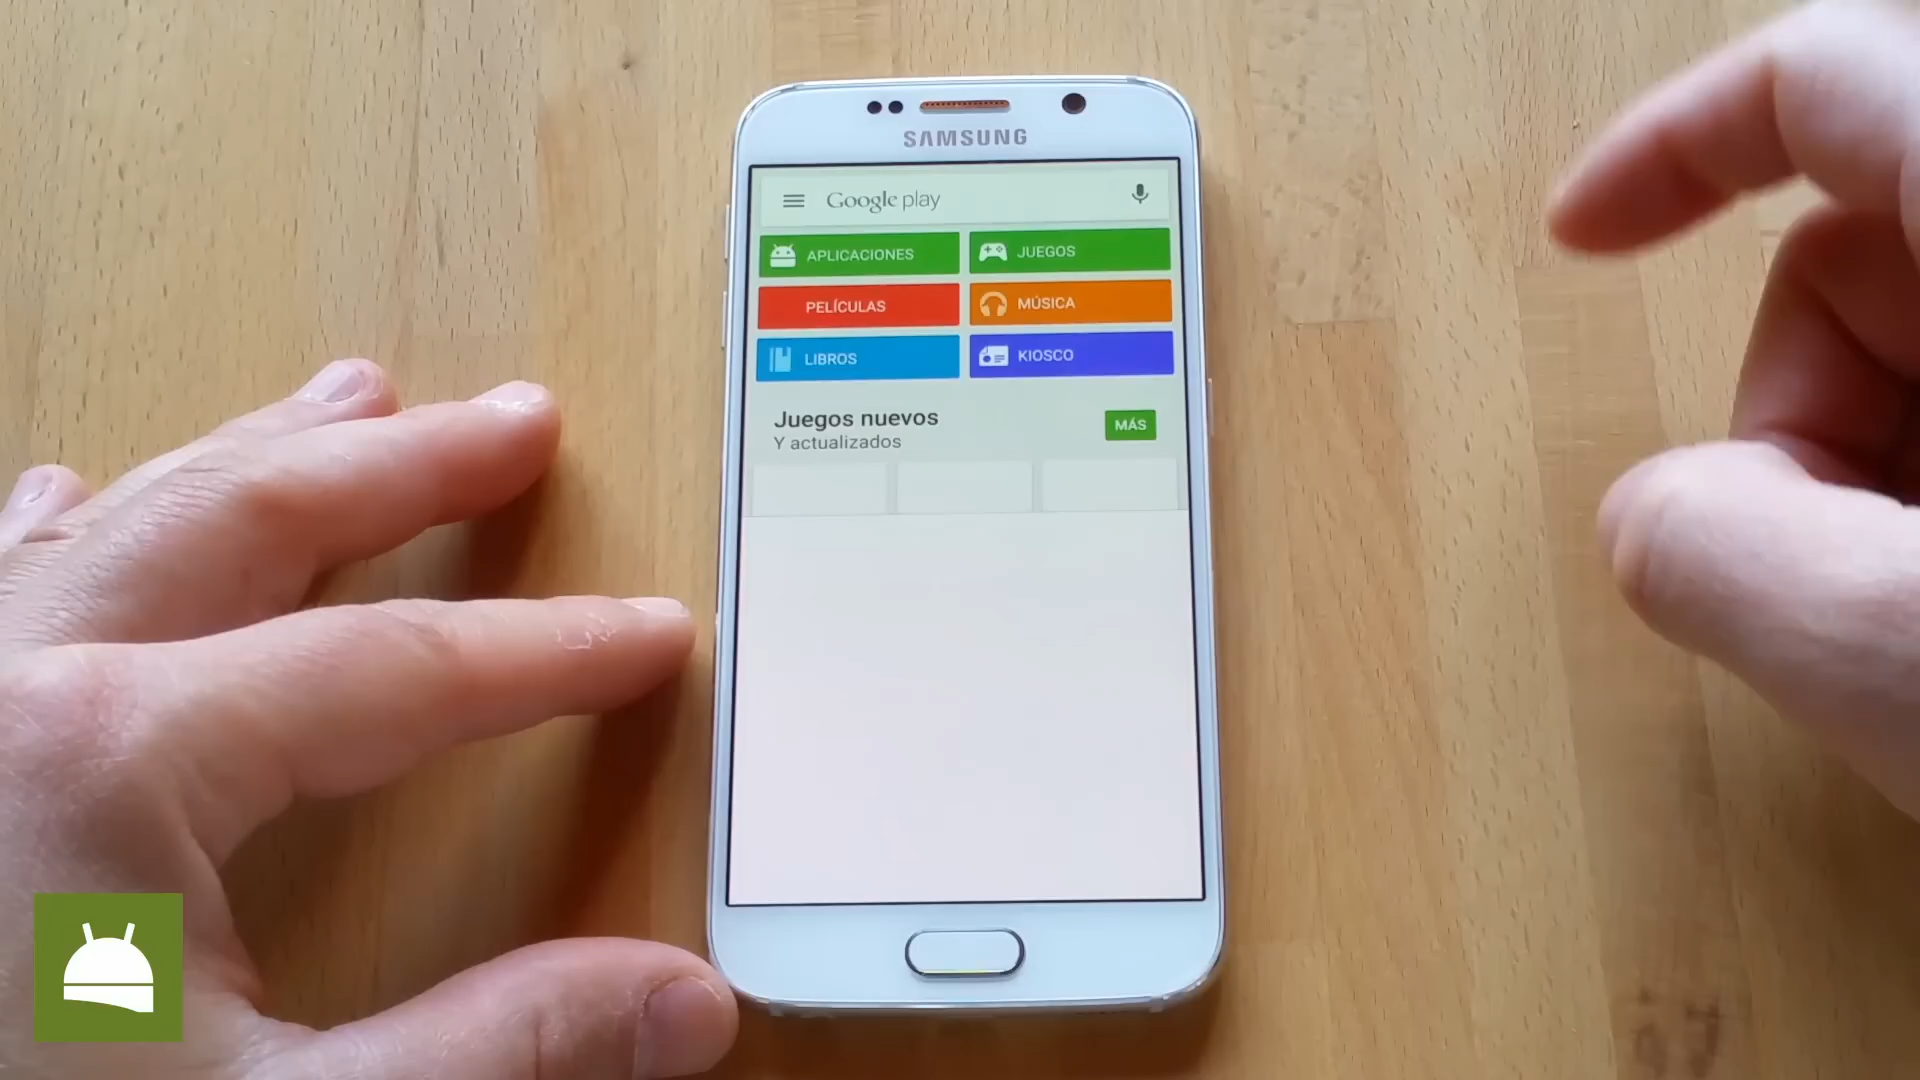 SAMSUNG
Google play
APLICACIONES
JUEGOS
PELÍCULAS
MÚSICA
LIBROS
KIOSCO
Juegos nuevos
MÁS
Y actualizados